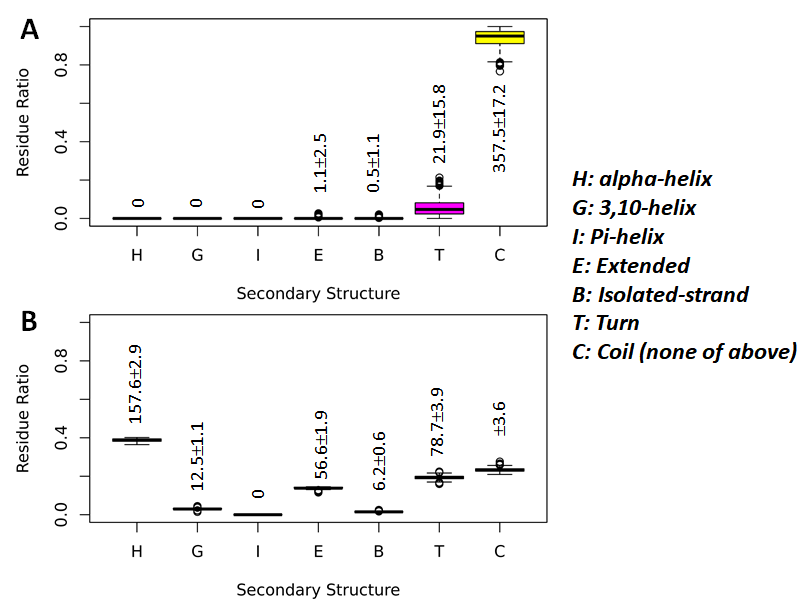 A
Residue Ratio
0.0 0.4 0.8
0 0 0 1.1±2.5 0.5±1.1 21.9±15.8 357.5±17.2
H G I E B T C
Secondary Structure
H: alpha-helix
G: 3,10-helix
I: Pi-helix
E: Extended
B: Isolated-strand
T: Turn
C: Coil (none of above)
B
Residue Ratio
0.0 0.4 0.8
157.6±2.9 12.5±1.1 0 56.6±1.9 6.2±0.6 78.7±3.9 ±3.6
H G I E B T C
Secondary Structure